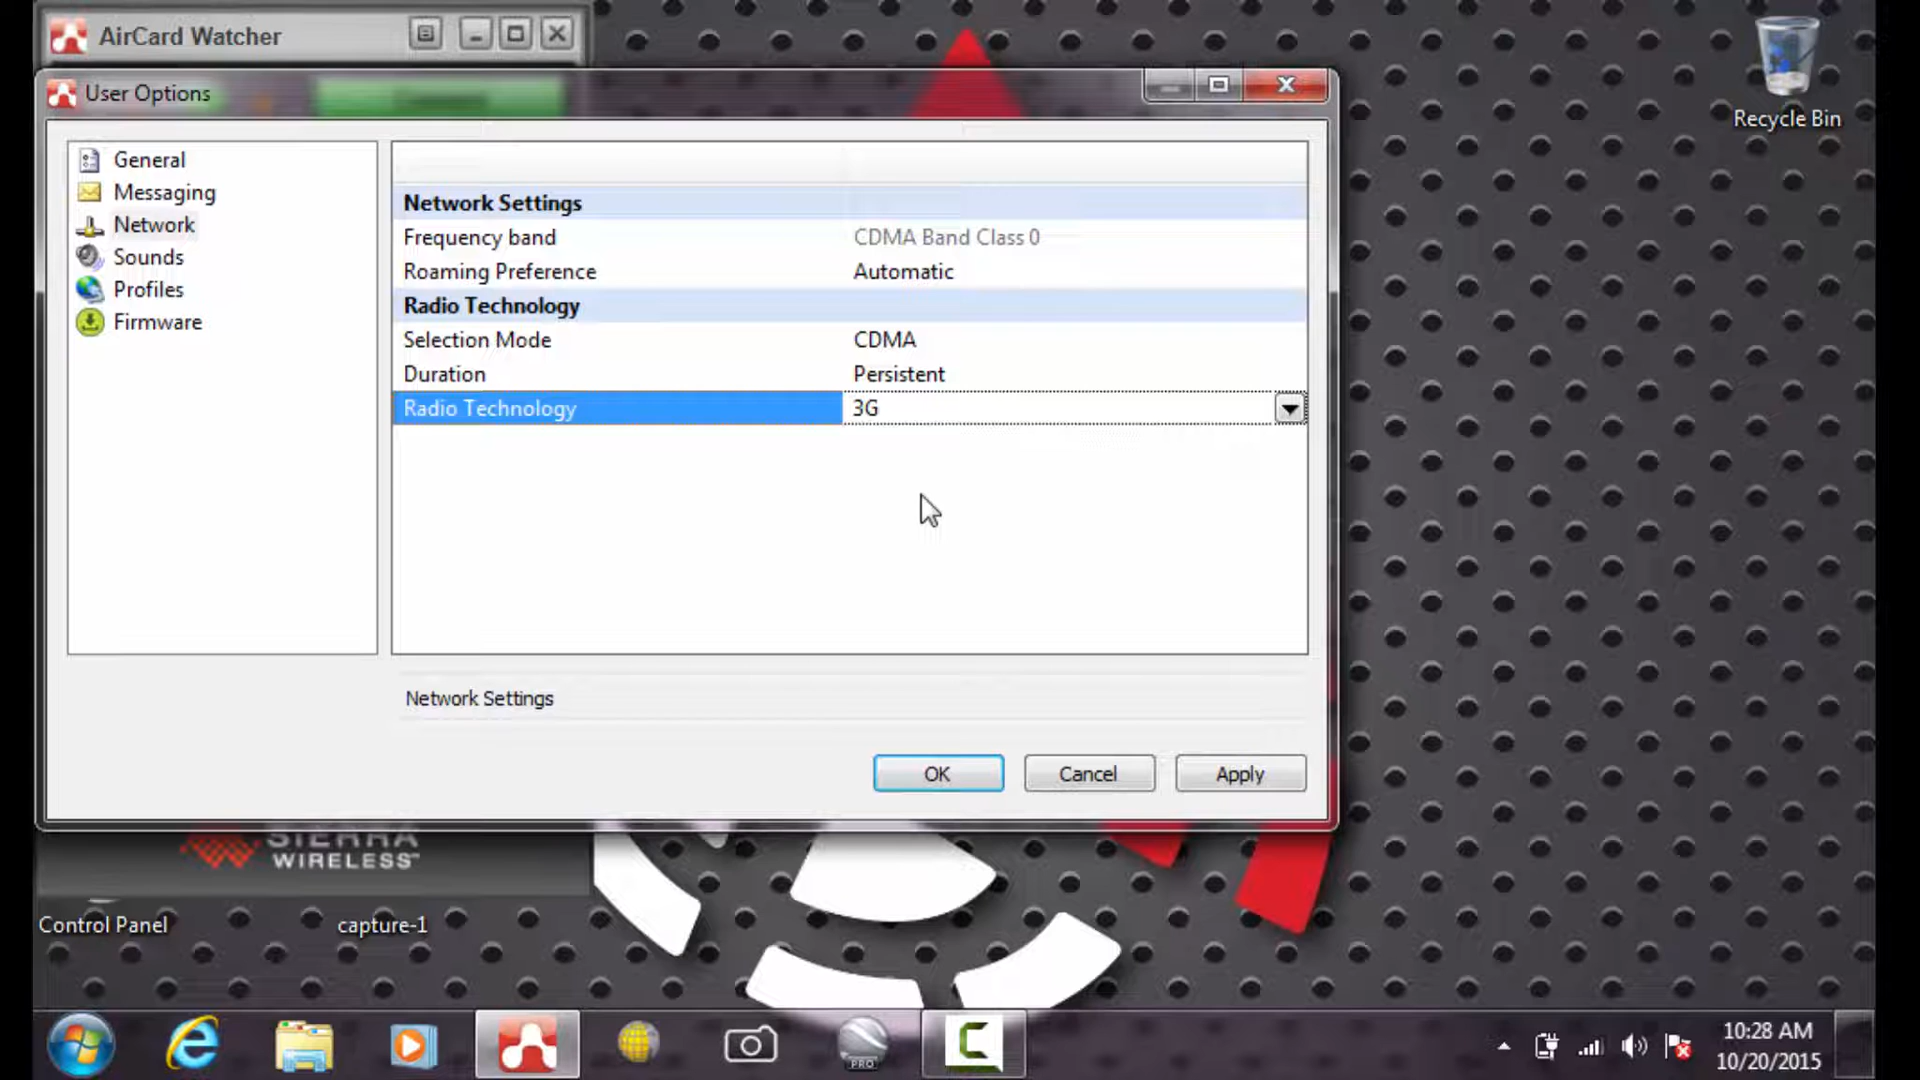 AirCard Watcher
User Options
Recycle Bin
General
Messaging
Network
Sounds
Profiles
Firmware
Network Settings
Frequency band CDMA Band Class 0
Roaming Preference Automatic
Radio Technology
Selection Mode CDMA
Duration Persistent
Radio Technology 3G
Network Settings
OK Cancel Apply
SIERRA
WIRELESS™
Control Panel capture-1
PRO
10:28 AM
10/20/2015